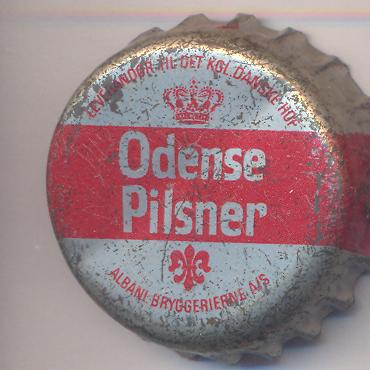 LEVERANDØR TIL DET KGL. DANSKE HOF
Odense
Pilsner
ALBANI BRYGGERIERNE A/S